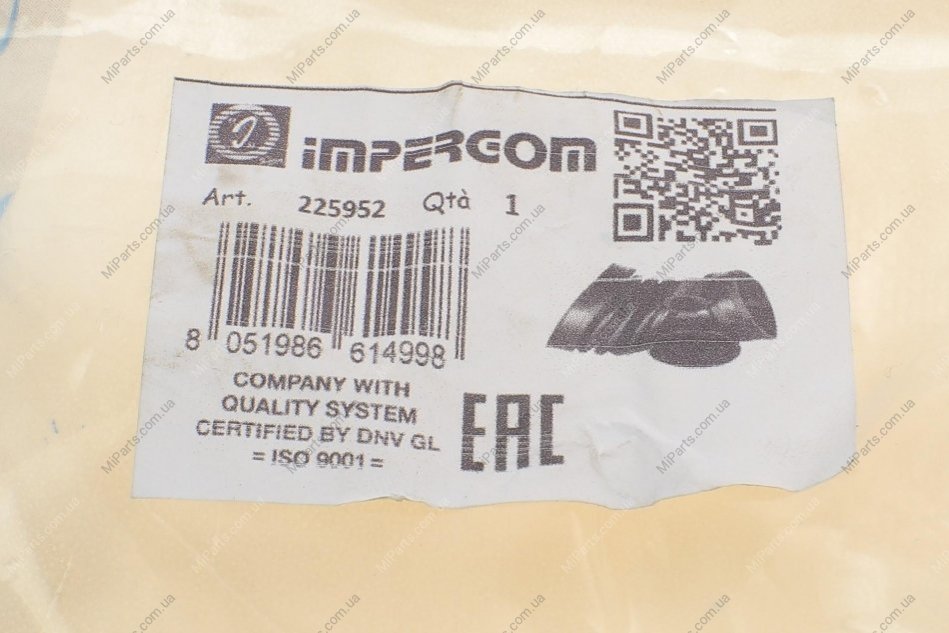 IMPERGOM
Art. 225952 Qtà 1
8 051986 614998
COMPANY WITH
QUALITY SYSTEM
CERTIFIED BY DNV GL
= ISO 9001 =
EAC
MiParts.com.ua